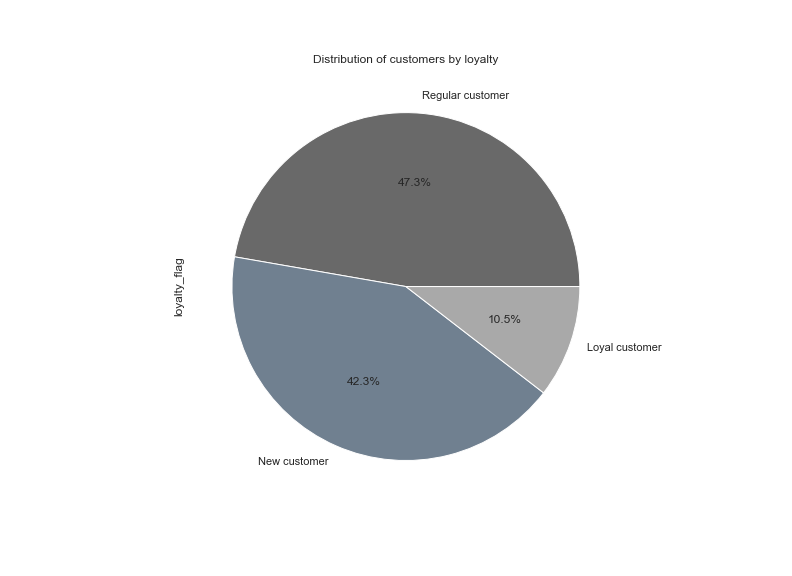 Distribution of customers by loyalty
Regular customer
47.3%
loyalty_flag
10.5%
Loyal customer
42.3%
New customer